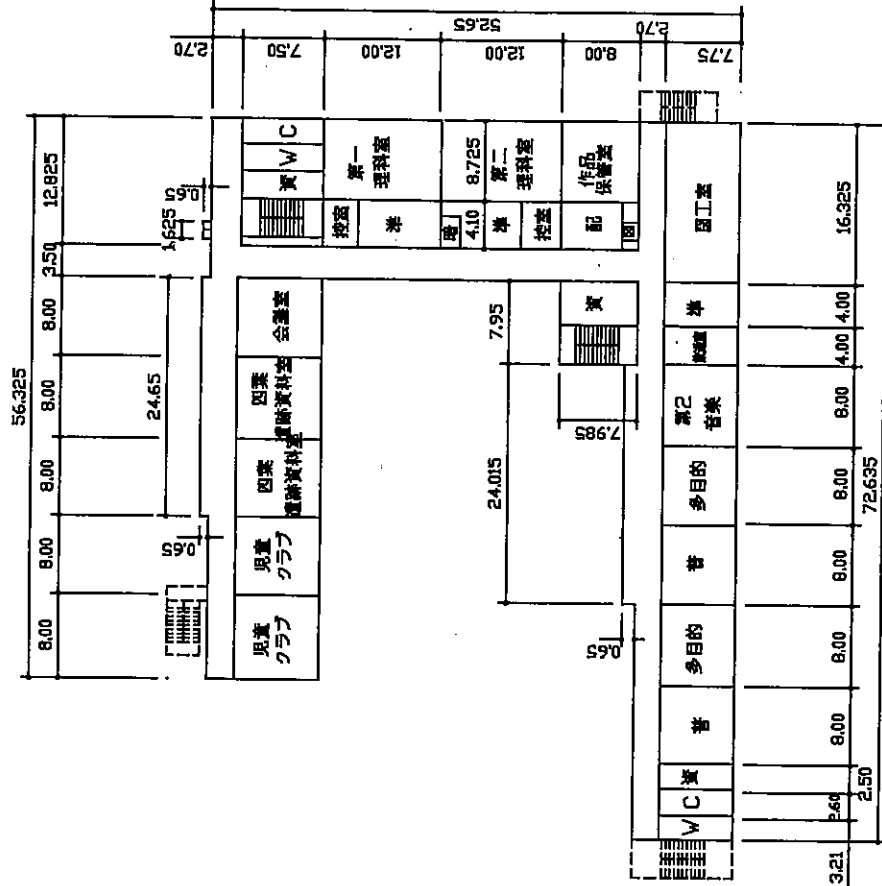 52.65
2.70
7.50
12.00
12.00
8.00
2.70
7.75
56.325
8.00
8.00
8.00
8.00
8.00
3.50
12.825
1.625
0.65
24.65
0.65
資
W C
第一
理科室
控室
準
暗
4.10
8.725
第二
理科室
準
控室
作品
保管室
配
図工室
会議室
四葉
遺跡資料室
四葉
遺跡資料室
児童
クラブ
児童
クラブ
7.95
資
7.985
24.015
0.65
準
第2
音楽
多目的
普
多目的
普
資
W C
16.325
4.00
4.00
8.00
8.00
8.00
8.00
8.00
2.50
2.60
3.21
72.635